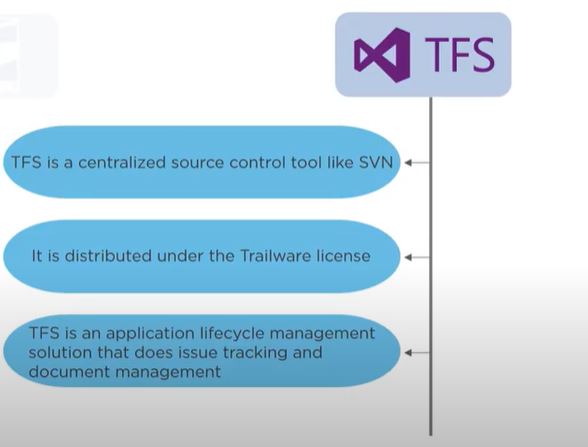 TFS
TFS is a centralized source control tool like SVN
It is distributed under the Trailware license
TFS is an application lifecycle management
solution that does issue tracking and
document management